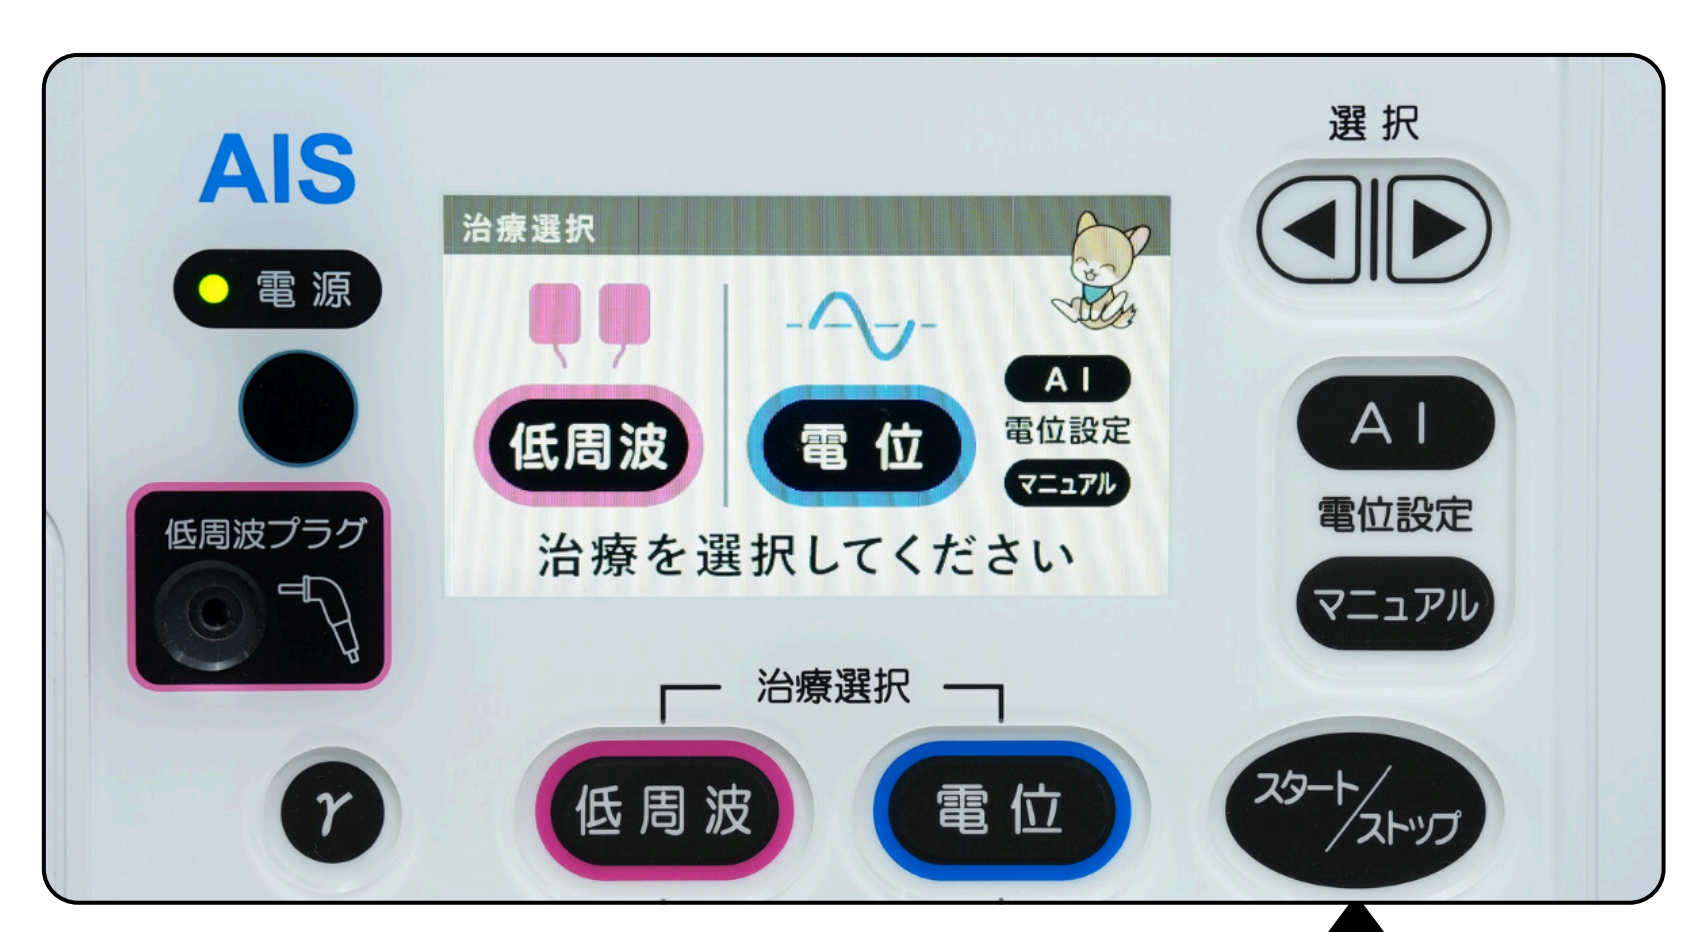 選択
AIS
治療選択
電源
AI
低周波
電位
電位設定
マニュアル
治療を選択してください
AI
電位設定
マニュアル
低周波プラグ
治療選択
γ
低周波
電位
スタート/ストップ